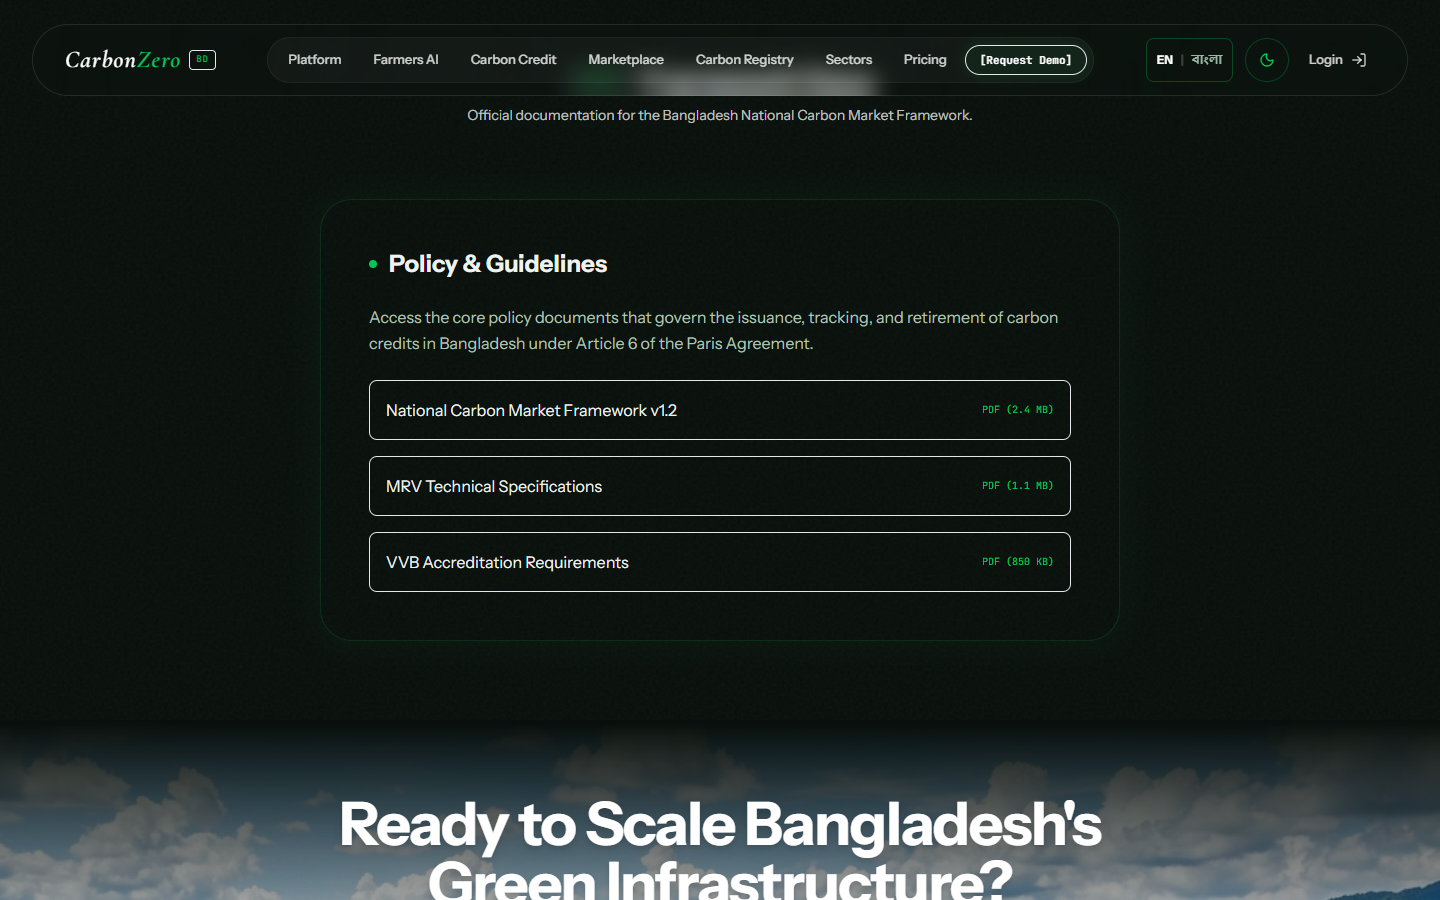 CarbonZero BD
Platform
Farmers AI
Carbon Credit
Marketplace
Carbon Registry
Sectors
Pricing
[Request Demo]
EN | বাংলা
Login
Official documentation for the Bangladesh National Carbon Market Framework.
Policy & Guidelines
Access the core policy documents that govern the issuance, tracking, and retirement of carbon
credits in Bangladesh under Article 6 of the Paris Agreement.
National Carbon Market Framework v1.2
PDF (2.4 MB)
MRV Technical Specifications
PDF (1.1 MB)
VVB Accreditation Requirements
PDF (850 KB)
Ready to Scale Bangladesh's
Green Infrastructure?